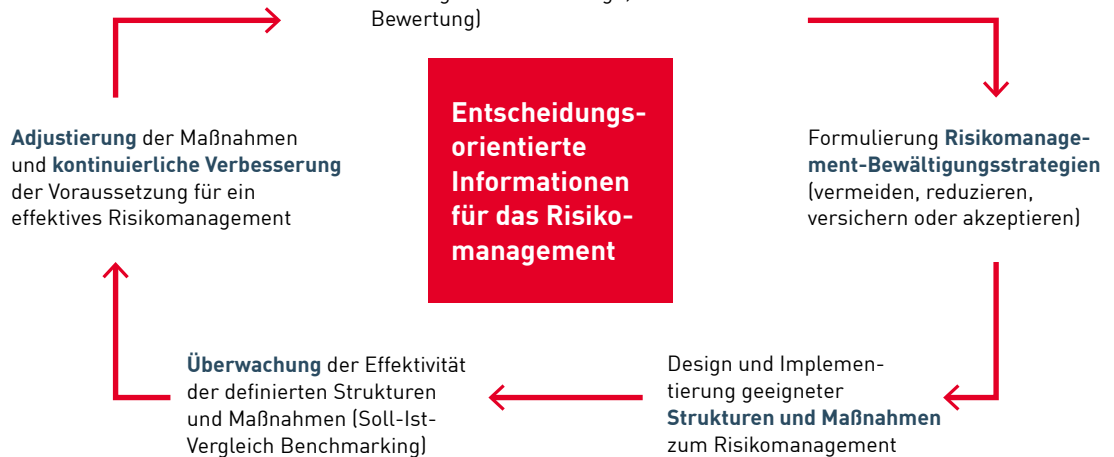 Bewertung)
Entscheidungs-
orientierte
Informationen
für das Risiko-
management
Formulierung Risikomanage-
ment-Bewältigungsstrategien
(vermeiden, reduzieren,
versichern oder akzeptieren)
Design und Implemen-
tierung geeigneter
Strukturen und Maßnahmen
zum Risikomanagement
Überwachung der Effektivität
der definierten Strukturen
und Maßnahmen (Soll-Ist-
Vergleich Benchmarking)
Adjustierung der Maßnahmen
und kontinuierliche Verbesserung
der Voraussetzung für ein
effektives Risikomanagement